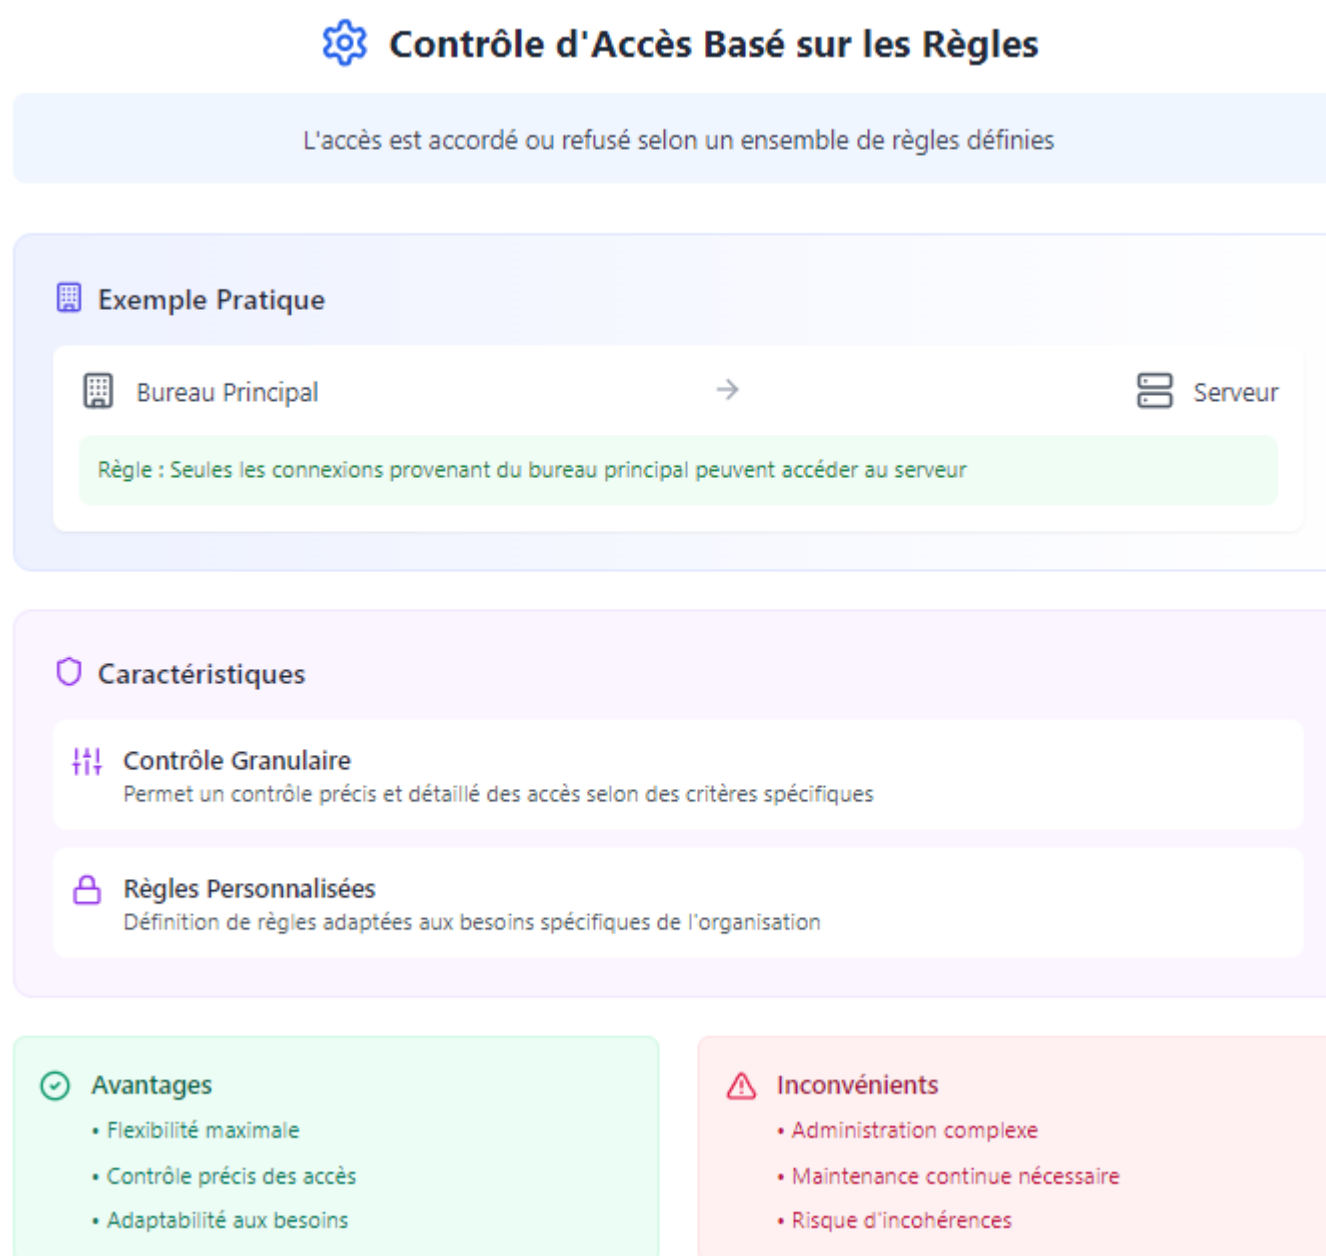 Contrôle d'Accès Basé sur les Règles
L'accès est accordé ou refusé selon un ensemble de règles définies
Exemple Pratique
Bureau Principal
Serveur
Règle : Seules les connexions provenant du bureau principal peuvent accéder au serveur
Caractéristiques
Contrôle Granulaire
Permet un contrôle précis et détaillé des accès selon des critères spécifiques
Règles Personnalisées
Définition de règles adaptées aux besoins spécifiques de l'organisation
Avantages
• Flexibilité maximale
• Contrôle précis des accès
• Adaptabilité aux besoins
Inconvénients
• Administration complexe
• Maintenance continue nécessaire
• Risque d'incohérences